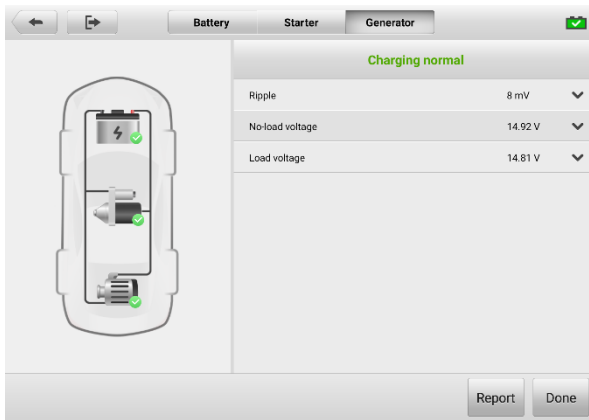 Battery Starter Generator
Charging normal
Ripple 8 mV
No-load voltage 14.92 V
Load voltage 14.81 V
Report Done